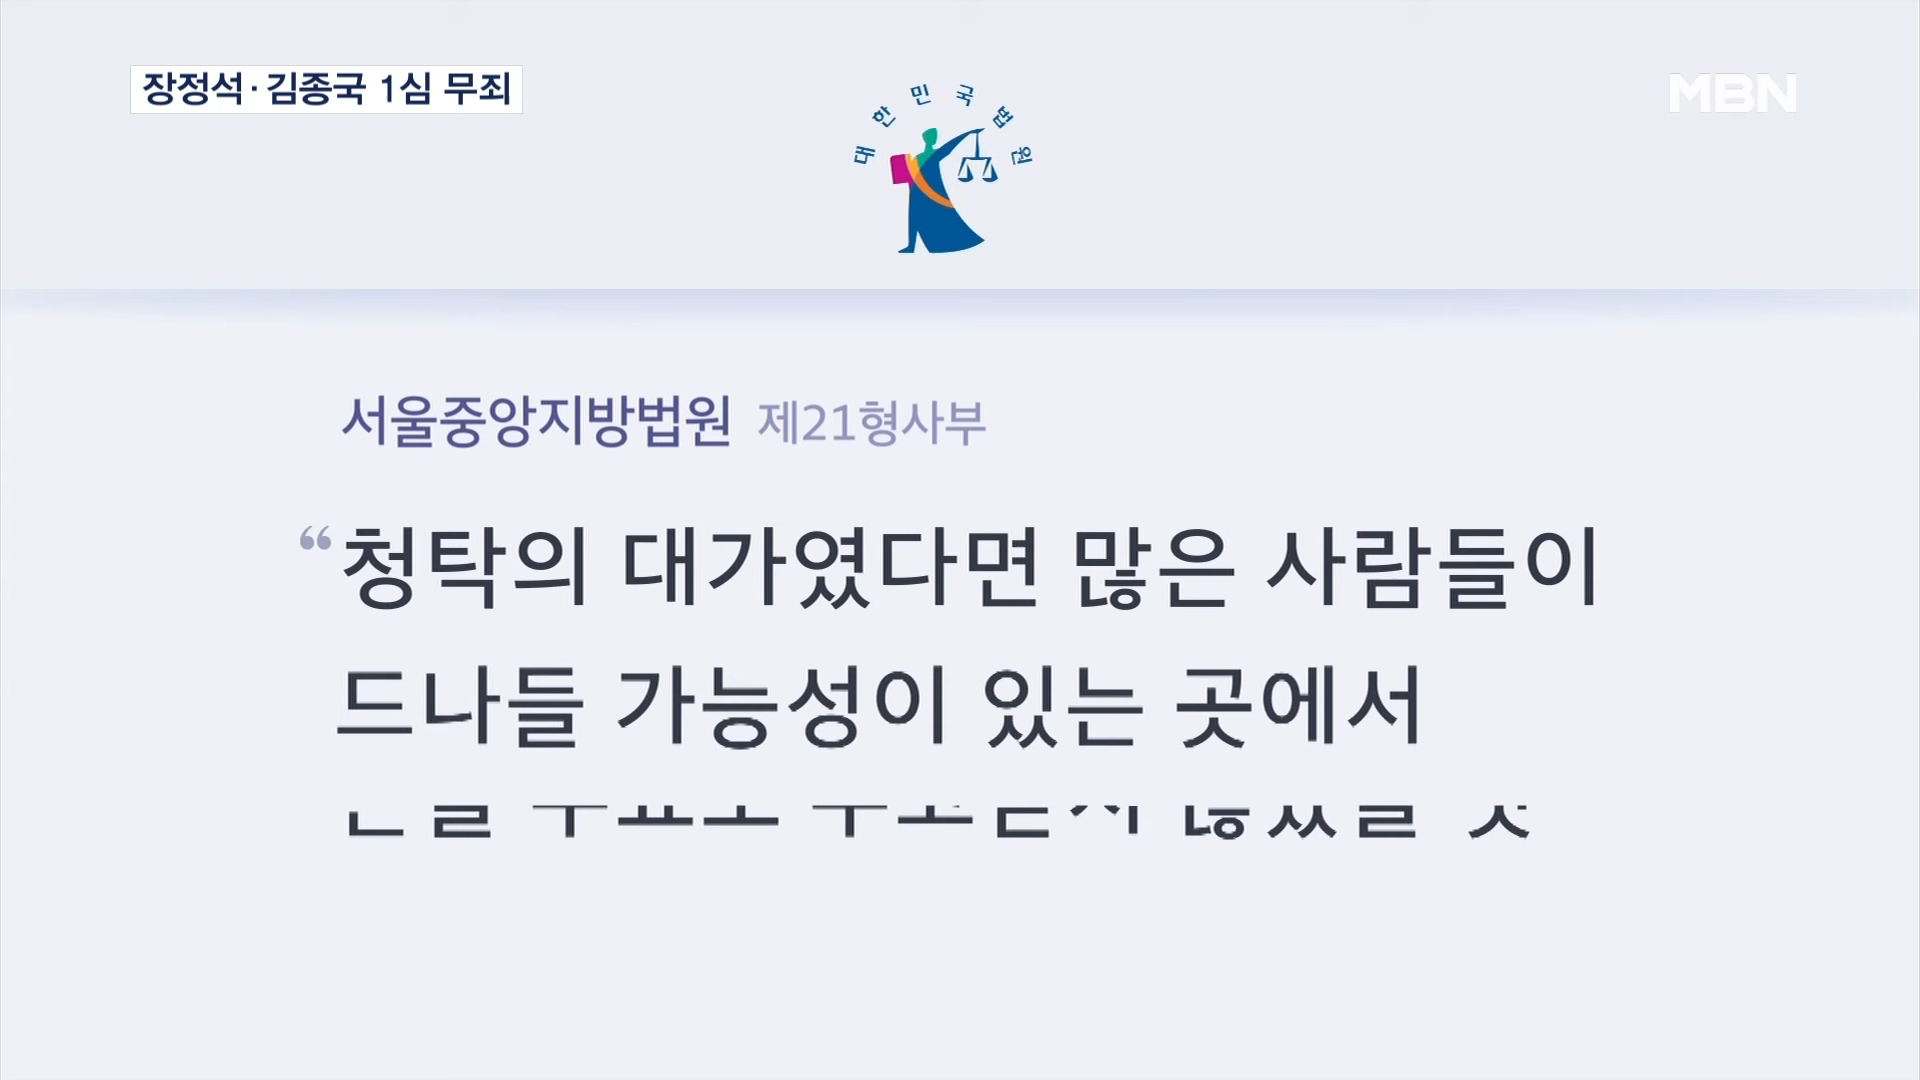 장정석·김종국 1심 무죄
MBN
대한민국법원
서울중앙지방법원 제21형사부
“청탁의 대가였다면 많은 사람들이
드나들 가능성이 있는 곳에서